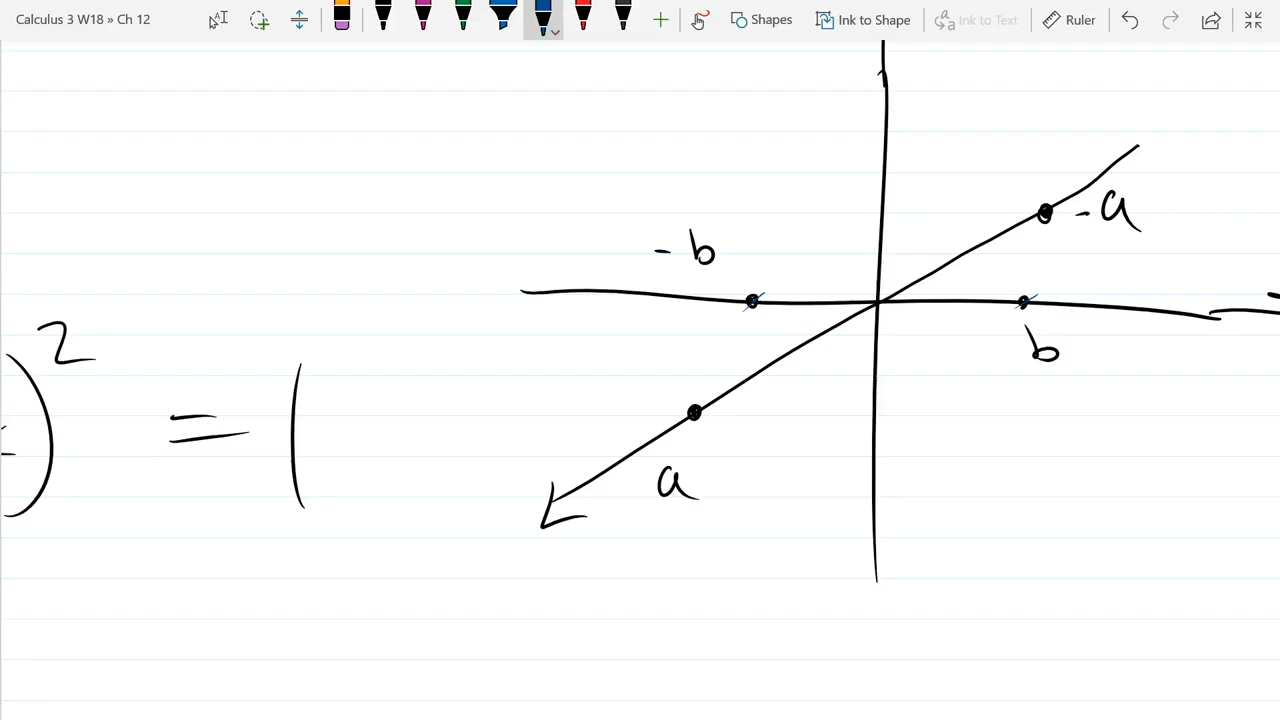 Calculus 3 W18 » Ch 12
Shapes
Ink to Shape
Ink to Text
Ruler
-a
-b
)² = (
b
a